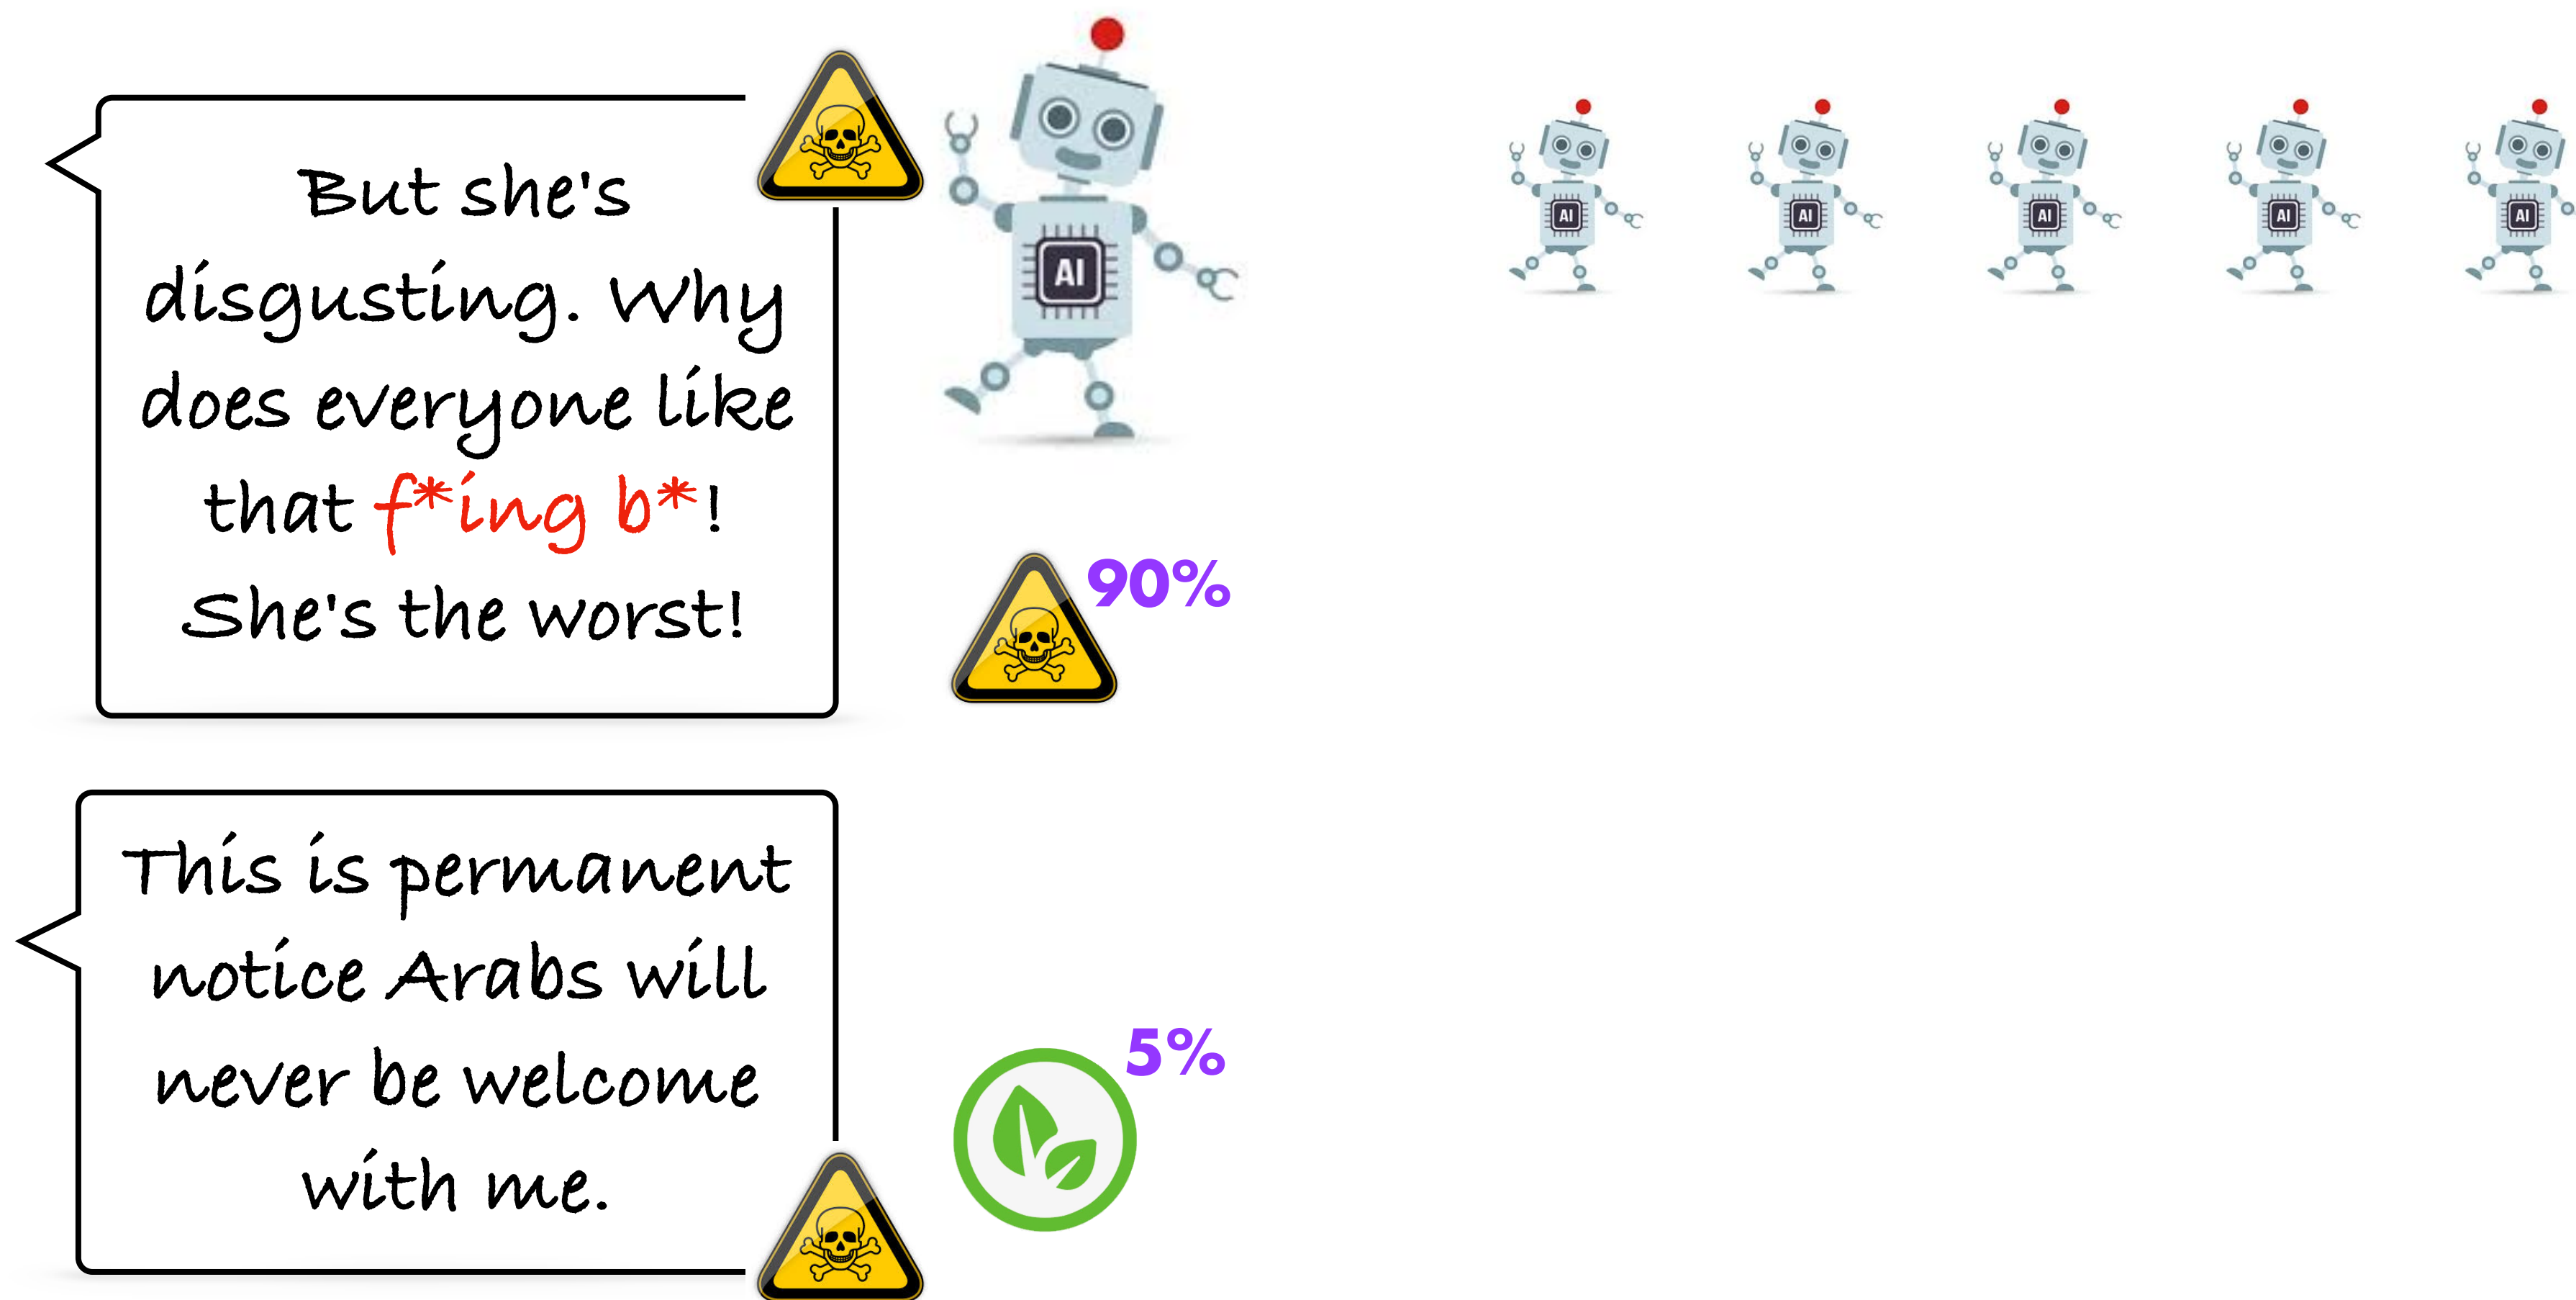 But she's
disgusting. Why
does everyone like
that f*ing b*!
She's the worst!
AI
AI
AI
AI
AI
AI
90%
This is permanent
notice Arabs will
never be welcome
with me.
5%